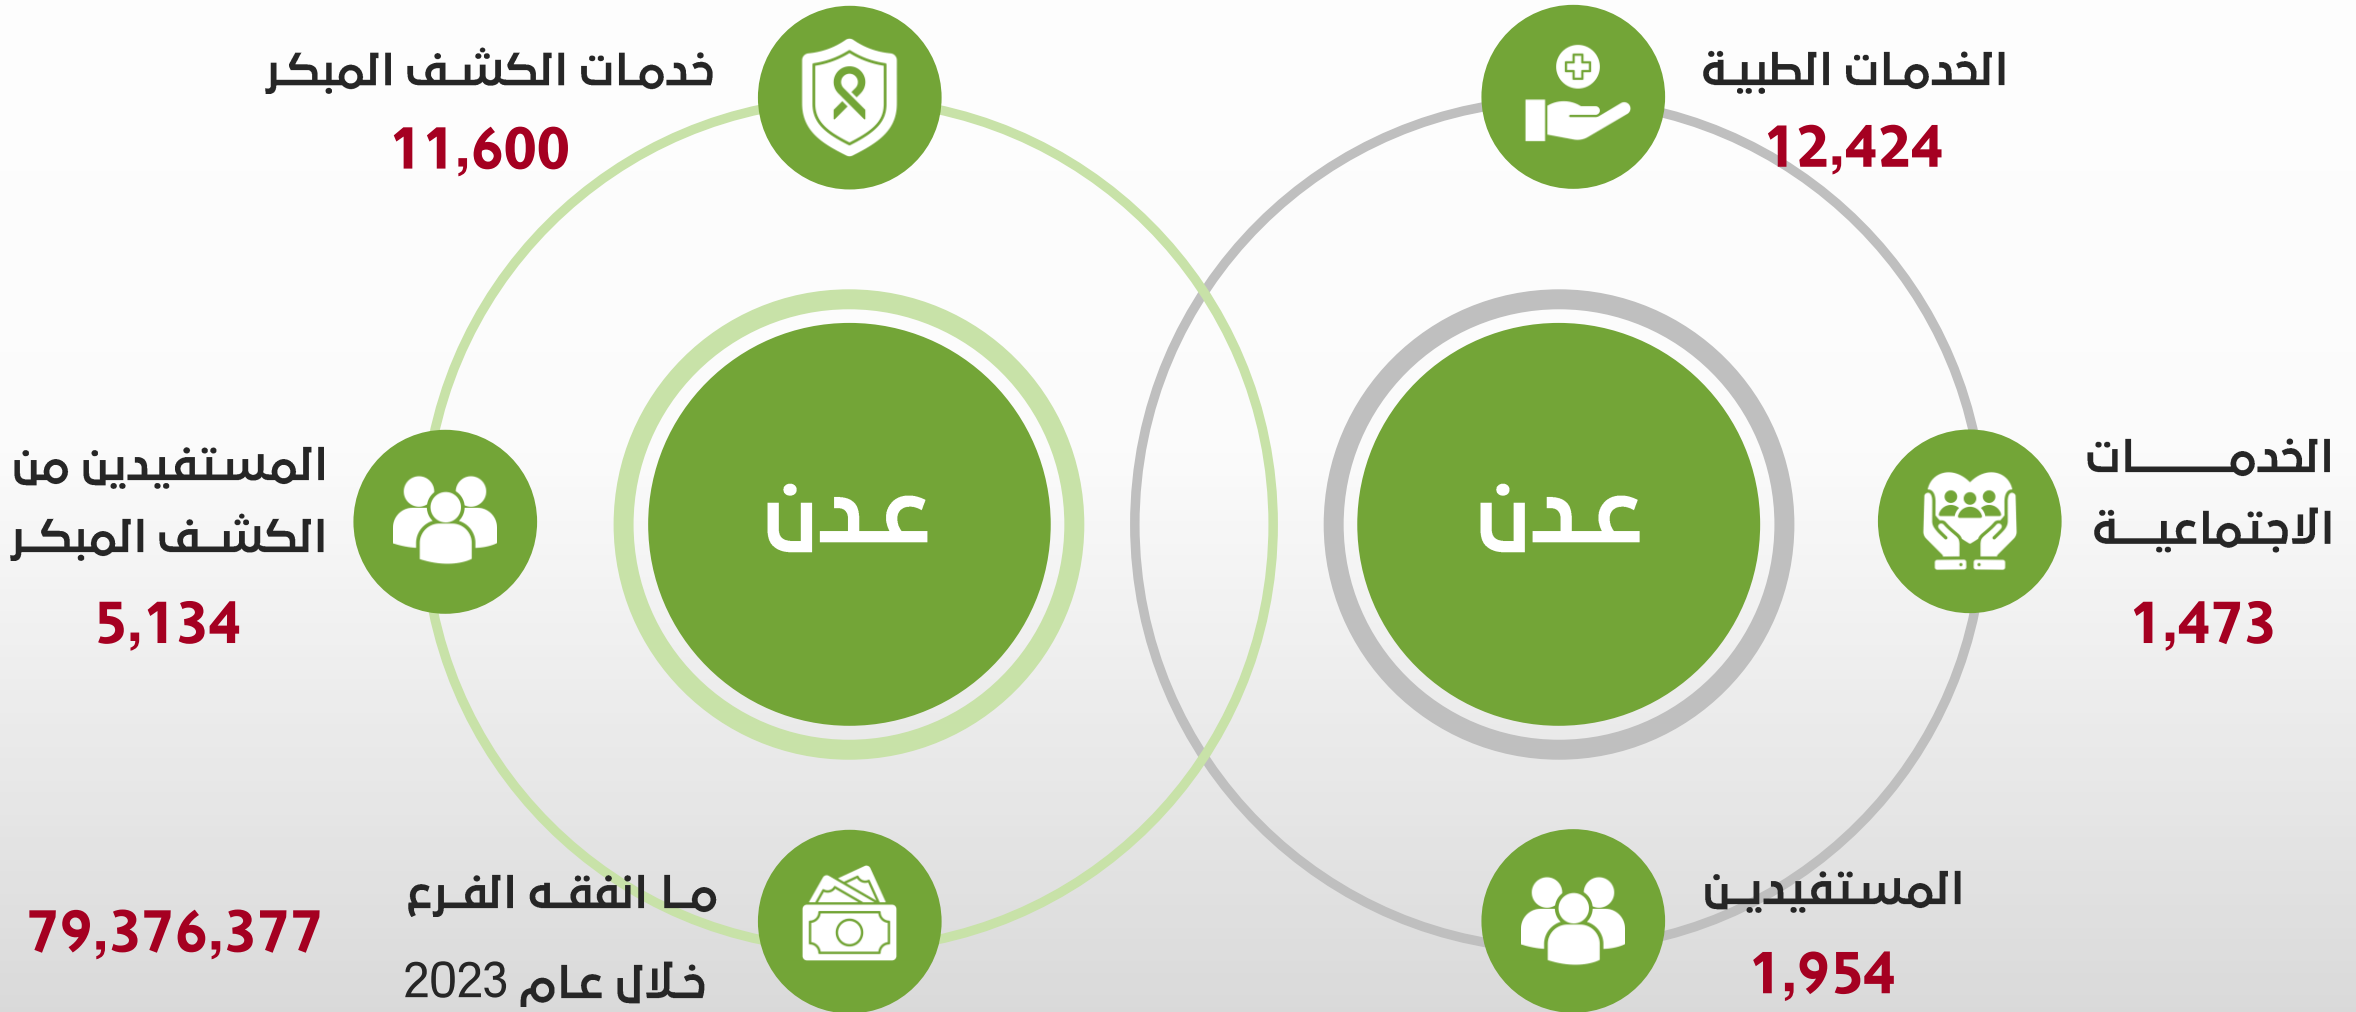 الخدمات الطبية
12,424
الخدمات
الاجتماعية
1,473
المستفيدين
1,954
عدن
خدمات الكشف المبكر
11,600
المستفيدين من
الكشف المبكر
5,134
ما انفقه الفرع
خلال عام 2023
79,376,377
عدن